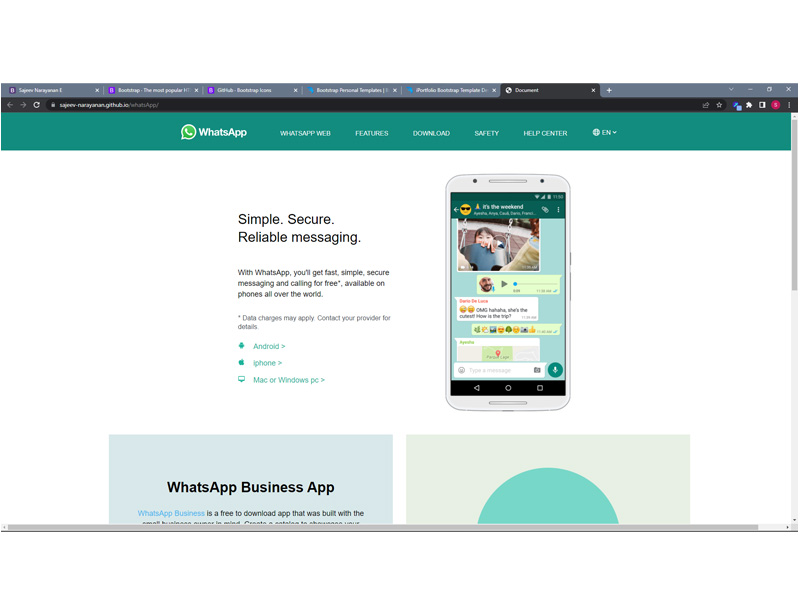 Sajeev Narayanan E
Bootstrap · The most popular HT
GitHub · Bootstrap Icons
Bootstrap Personal Templates |
iPortfolio Bootstrap Template De
Document
sajeev-narayanan.github.io/whatsApp/
WhatsApp
WHATSAPP WEB
FEATURES
DOWNLOAD
SAFETY
HELP CENTER
EN
Simple. Secure.
Reliable messaging.
With WhatsApp, you'll get fast, simple, secure
messaging and calling for free*, available on
phones all over the world.
* Data charges may apply. Contact your provider for
details.
Android >
iphone >
Mac or Windows pc >
it's the weekend
Ayesha, Anya, Cauã, Dario, Franc...
Dario De Luca
OMG hahaha, she's the
cutest!! How is the trip?
Ayesha
Type a message
WhatsApp Business App
WhatsApp Business is a free to download app that was built with the
small business owner in mind. Create a catalog to showcase your